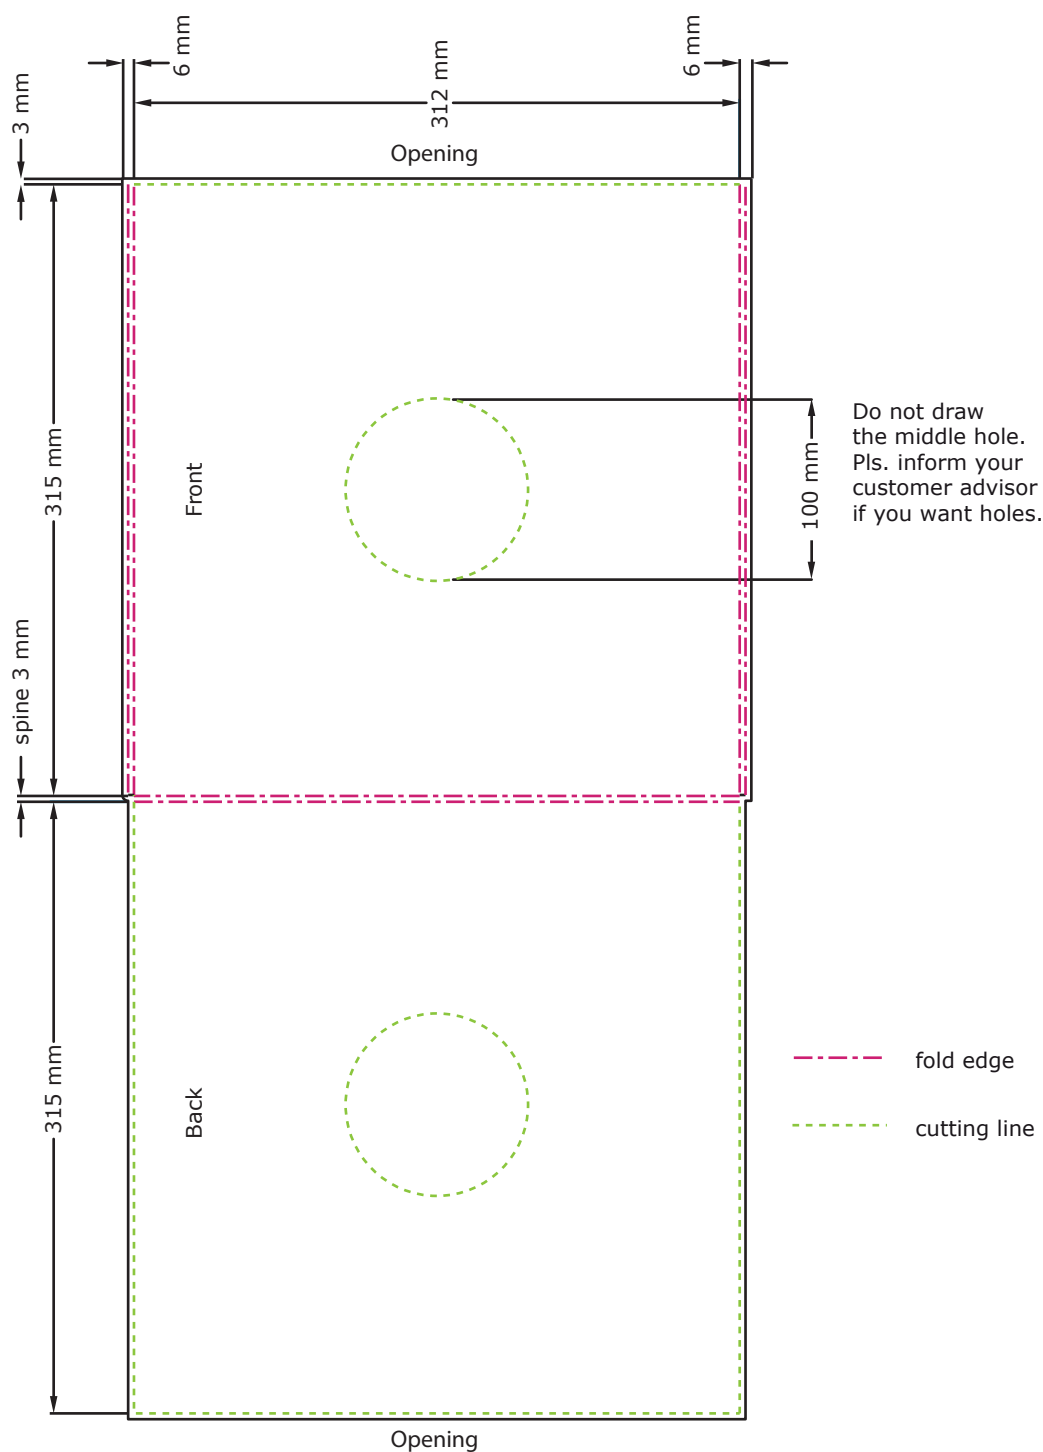 6 mm
6 mm
312 mm
3 mm
Opening
315 mm
Front
100 mm
Do not draw
the middle hole.
Pls. inform your
customer advisor
if you want holes.
spine 3 mm
315 mm
Back
fold edge
cutting line
Opening